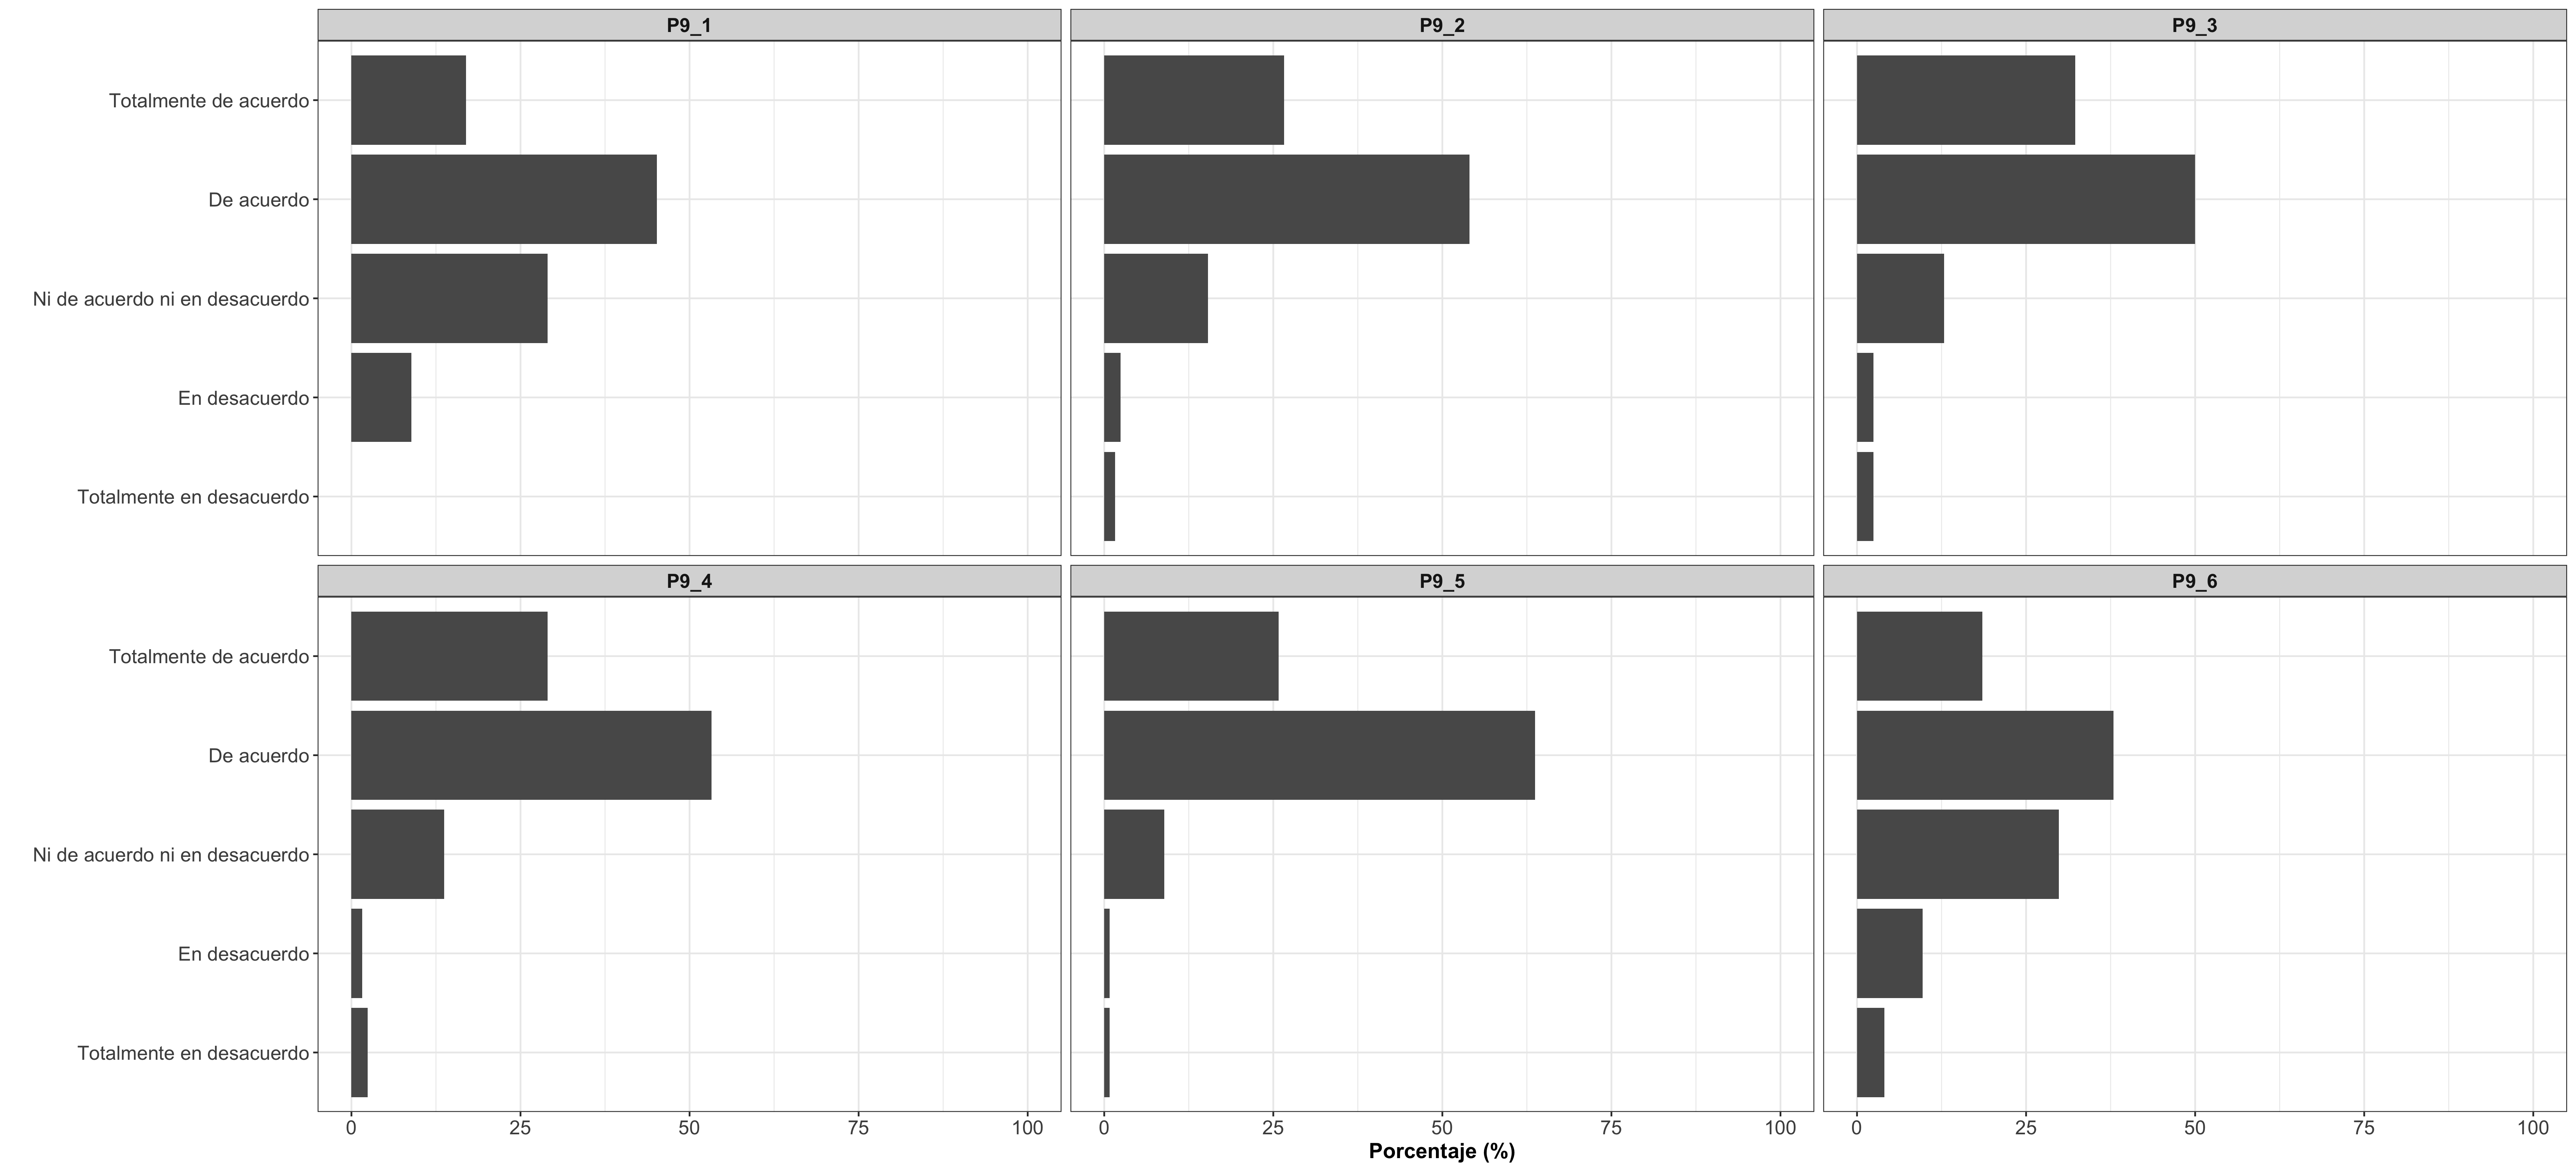 P9_1 P9_2 P9_3
Totalmente de acuerdo
De acuerdo
Ni de acuerdo ni en desacuerdo
En desacuerdo
Totalmente en desacuerdo
P9_4 P9_5 P9_6
Totalmente de acuerdo
De acuerdo
Ni de acuerdo ni en desacuerdo
En desacuerdo
Totalmente en desacuerdo
0 25 50 75 100 0 25 50 75 100 0 25 50 75 100
Porcentaje (%)